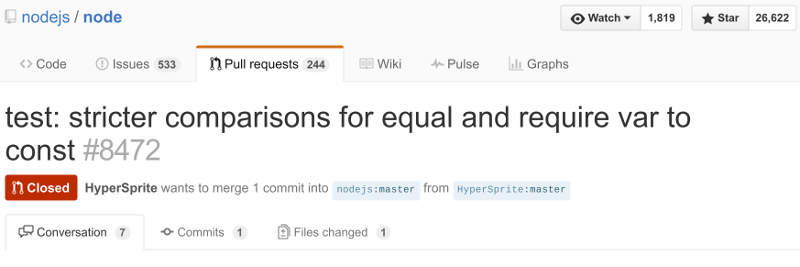 nodejs / node Watch 1,819 Star 26,622
Code Issues 533 Pull requests 244 Wiki Pulse Graphs
test: stricter comparisons for equal and require var to
const #8472
Closed HyperSprite wants to merge 1 commit into nodejs:master from HyperSprite:master
Conversation 7 Commits 1 Files changed 1